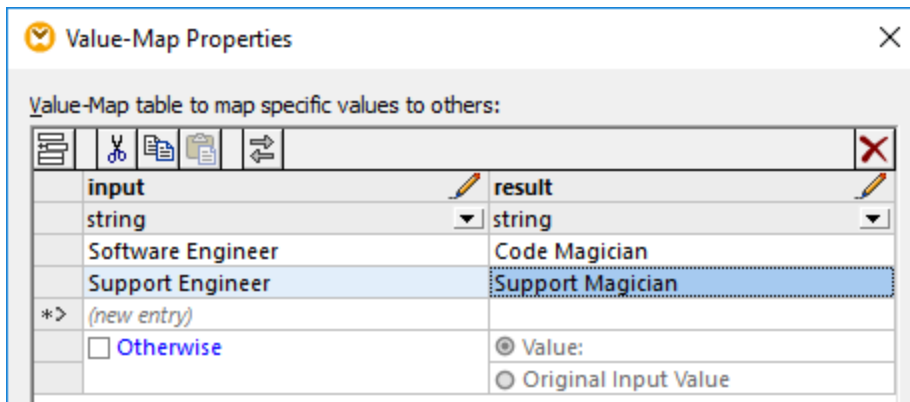 Value-Map Properties
Value-Map table to map specific values to others:
input result
string string
Software Engineer Code Magician
Support Engineer Support Magician
(new entry)
Otherwise Value:
Original Input Value